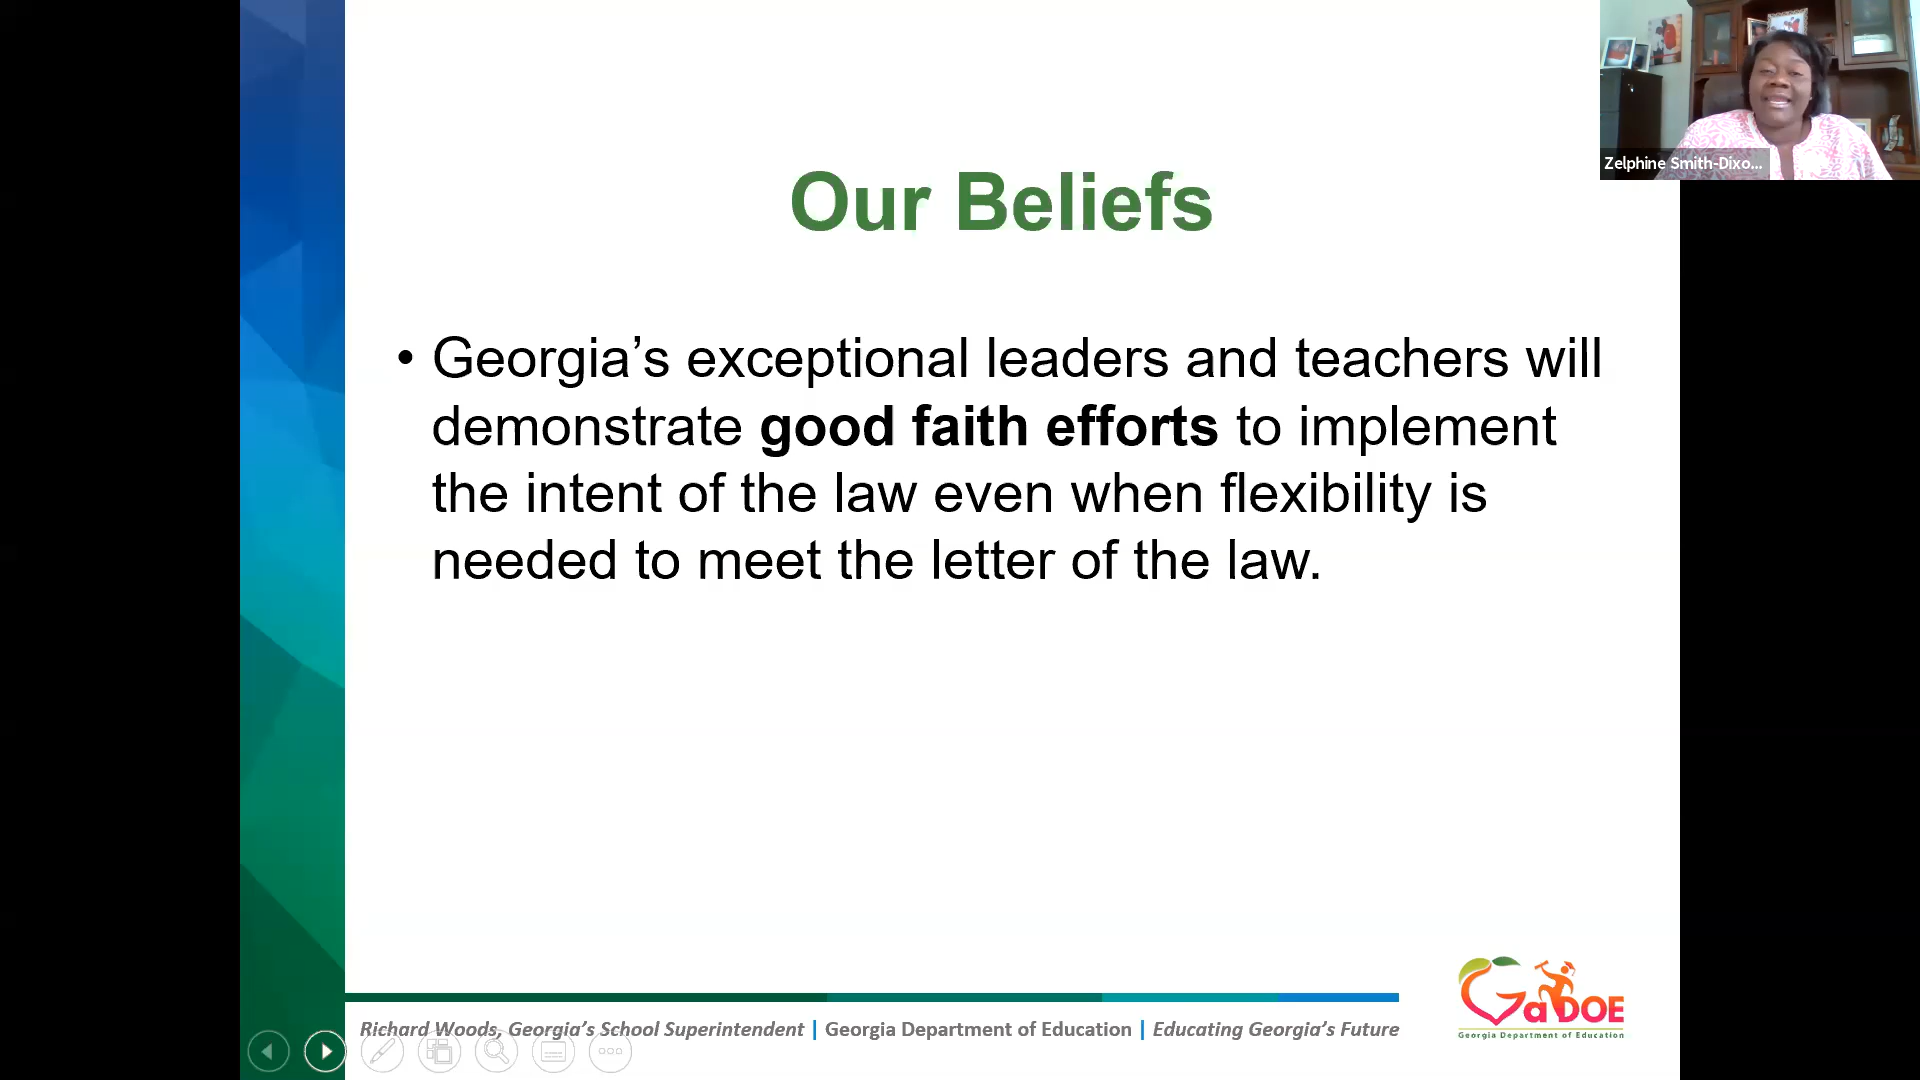 Our Beliefs
• Georgia’s exceptional leaders and teachers will
demonstrate good faith efforts to implement
the intent of the law even when flexibility is
needed to meet the letter of the law.
Zelphine Smith-Dixo...
Richard Woods, Georgia’s School Superintendent | Georgia Department of Education | Educating Georgia’s Future
GaDOE
Georgia Department of Education